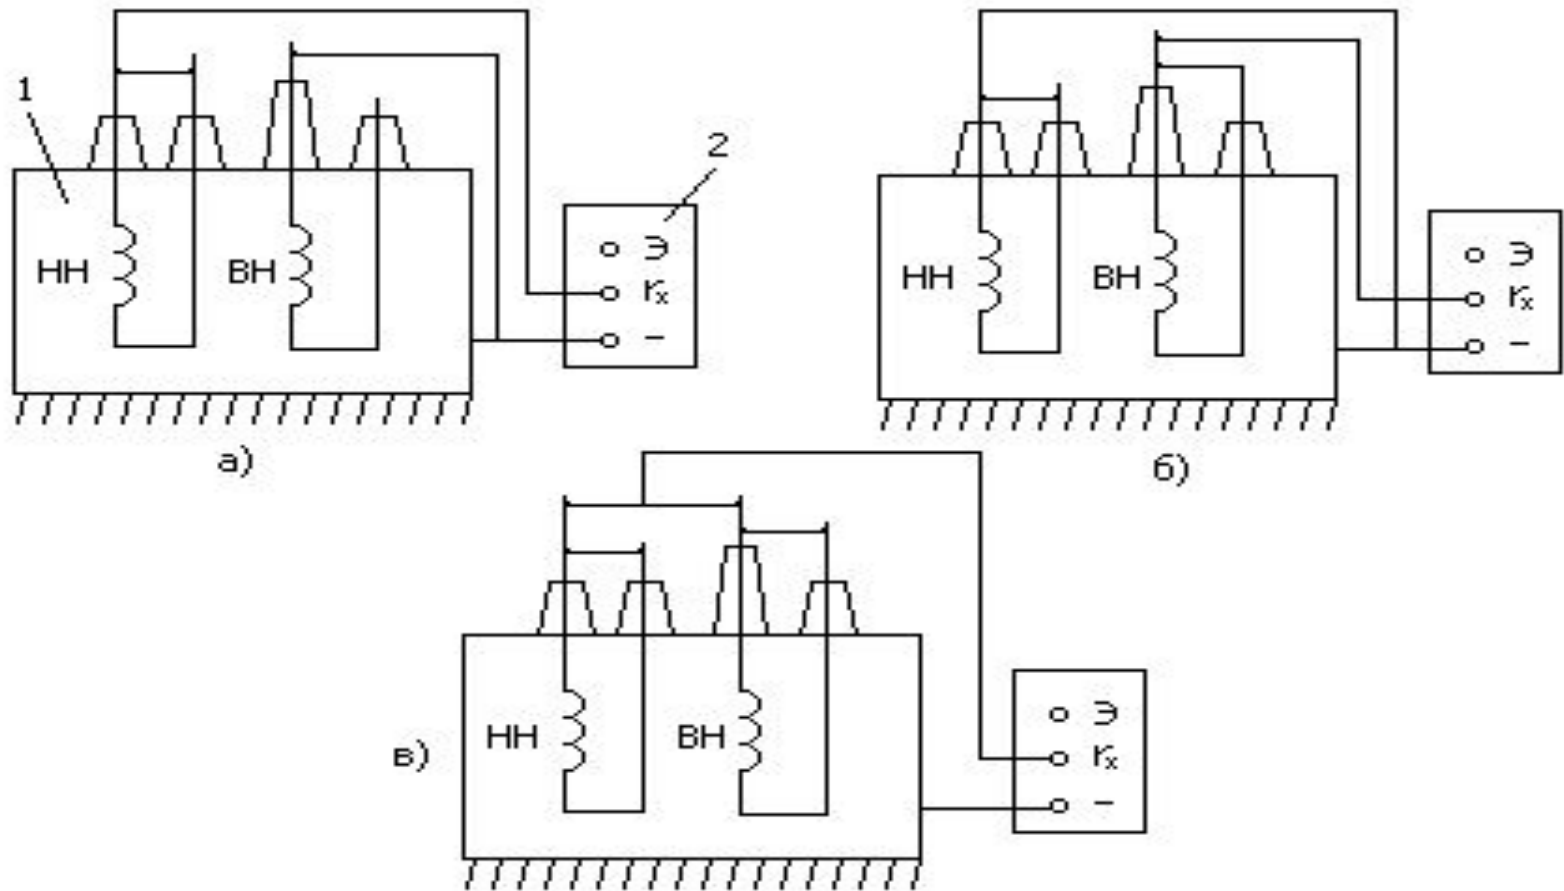 1
2
НН
ВН
Э
rx
-
а)
НН
ВН
Э
rx
-
б)
НН
ВН
Э
rx
-
в)